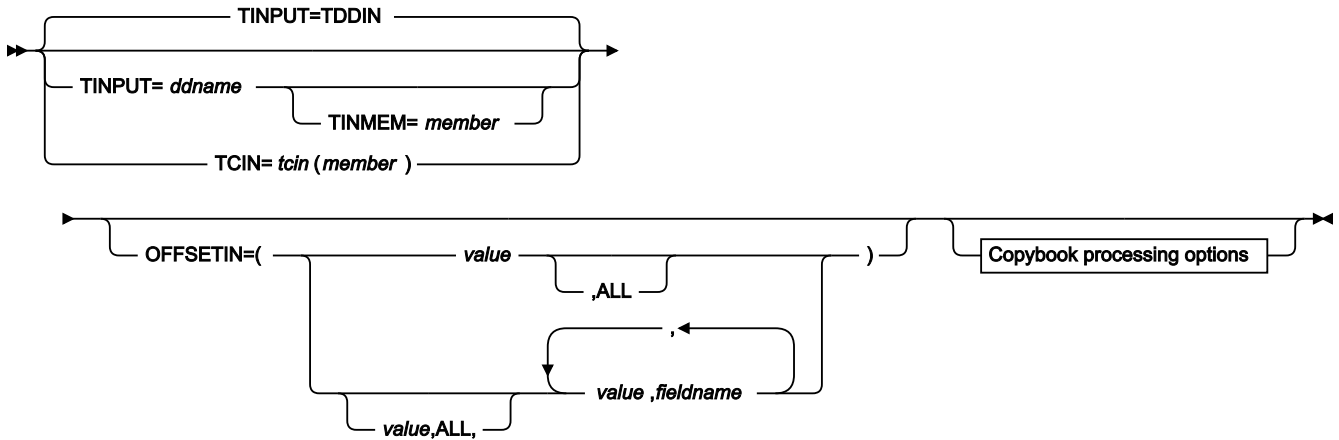 TINPUT=TDDIN
TINPUT= ddname
TINMEM= member
TCIN= tcin (member )
OFFSETIN=( value )
,ALL
,
value ,fieldname
value,ALL,
Copybook processing options